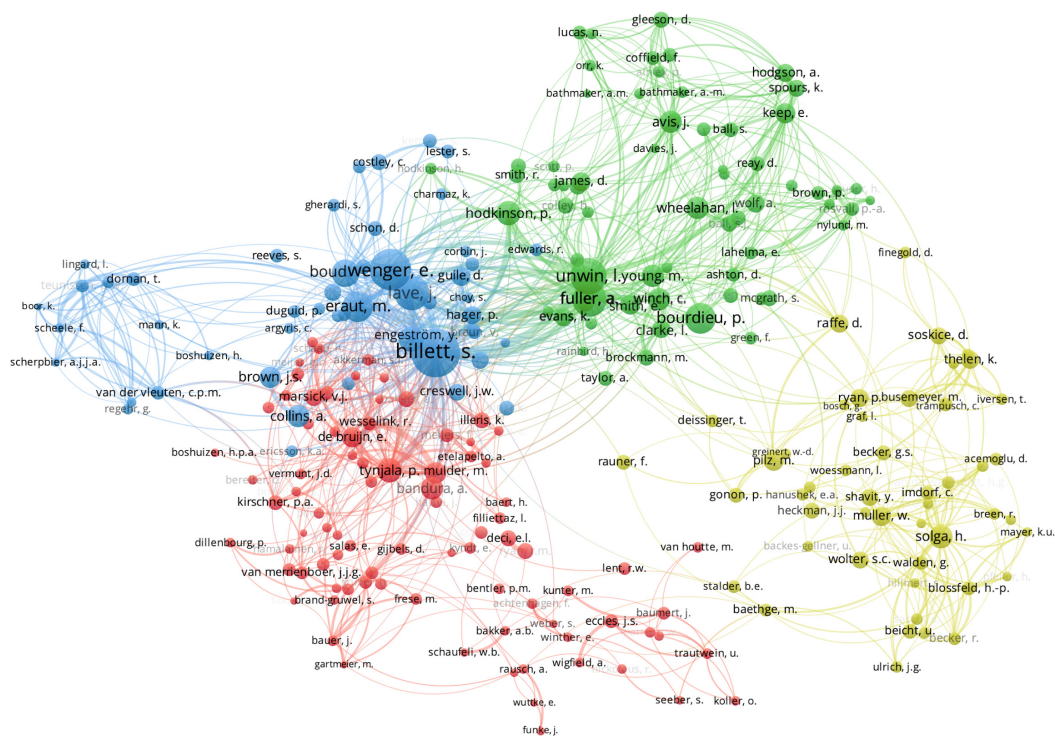 gleeson, d.
lucas, n.
coffield, f.
orr, k.
hodgson, a.
spours, k.
bathmaker, a.m.
bathmaker, a.-m.
keep, e.
avis, j.
ball, s.
davies, j.
lester, s.
costley, c.
hodkinson, h.
smith, r.
james, d.
reay, d.
charmaz, k.
brown, p.
gherardi, s.
colley, h.
wheelahan, l.
wolf, a.
rosvall, p.-a.
hodkinson, p.
ball, s.j.
nylund, m.
schon, d.
corbin, j.
edwards, r.
lahelma, e.
finegold, d.
reeves, s.
lingard, l.
boud
wenger, e.
guile, d.
unwin, l.
young, m.
ashton, d.
dornan, t.
lave, j.
choy, s.
fuller, a.
winch, c.
mcgrath, s.
boor, k.
eraut, m.
duguid, p.
hager, p.
smith, e.
evans, k.
bourdieu, p.
raffe, d.
scheele, f.
mann, k.
argyris, c.
engeström, y.
clarke, l.
green, f.
soskice, d.
billett, s.
rainbird, h.
brockmann, m.
boshuizen, h.
akkerman, s.
thelen, k.
scherpbier, a.j.j.a.
brown, j.s.
taylor, a.
van der vleuten, c.p.m.
creswell, j.w.
marsick, v.j.
ryan, p.
busemeyer, m.
iversen, t.
regehr, g.
bosch, g.
trampusch, c.
collins, a.
wesselink, r.
illeris, k.
graf, l.
deissinger, t.
de bruijn, e.
boshuizen, h.p.a.
ericsson, k.a.
etelapelto, a.
greinert, w.-d.
becker, g.s.
rauner, f.
pilz, m.
acemoglu, d.
vermunt, j.d.
tynjala, p.
mulder, m.
woessmann, l.
bandura, a.
gonon, p.
hanushek, e.a.
shavit, y.
imdorf, c.
kirschner, p.a.
baert, h.
heckman, j.j.
muller, w.
breen, r.
filliettaz, l.
mayer, k.u.
dillenbourg, p.
salas, e.
gijbels, d.
kyndt, e.
deci, e.l.
van houtte, m.
backes-gellner, u.
solga, h.
wolter, s.c.
walden, g.
van merrienboer, j.j.g.
lent, r.w.
brand-gruwel, s.
frese, m.
bentler, p.m.
kunter, m.
stalder, b.e.
blossfeld, h.-p.
achtenhagen, f.
baethge, m.
baumert, j.
weber, s.
eccles, j.s.
bakker, a.b.
winther, e.
beicht, u.
becker, r.
bauer, j.
schaufeli, w.b.
trautwein, u.
gartmeier, m.
rausch, a.
wigfield, a.
ulrich, j.g.
wuttke, e.
seeber, s.
koller, o.
funke, j.